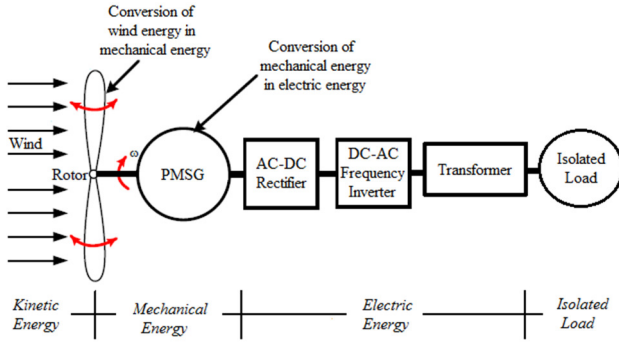 Conversion of
wind energy in
mechanical energy
Conversion of
mechanical energy
in electric energy
Wind
Rotor
ω
PMSG
AC-DC
Rectifier
DC-AC
Frequency
Inverter
Transformer
Isolated
Load
Kinetic
Energy
Mechanical
Energy
Electric
Energy
Isolated
Load